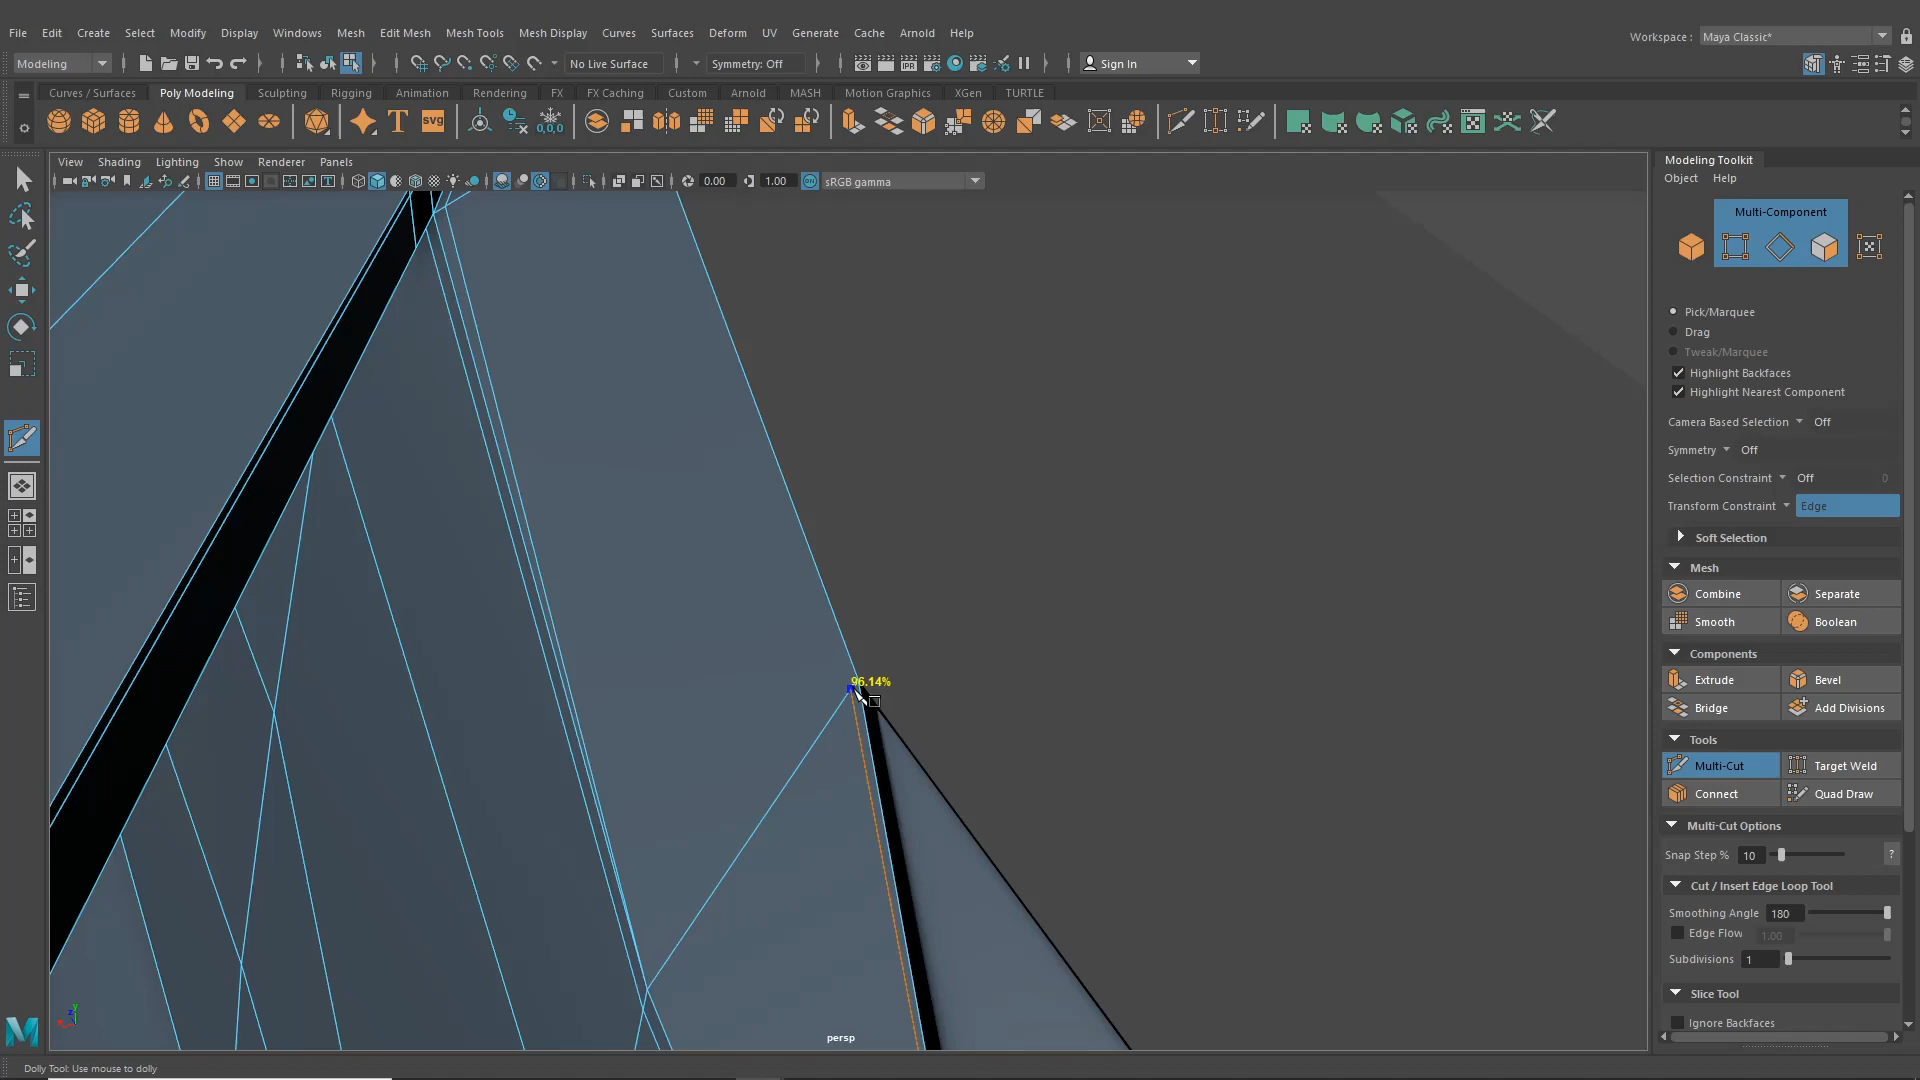 File Edit Create Select Modify Display Windows Mesh Edit Mesh Mesh Tools Mesh Display Curves Surfaces Deform UV Generate Cache Arnold Help
Workspace : Maya Classic*
Modeling No Live Surface Symmetry: Off IPR Sign In
Curves / Surfaces Poly Modeling Sculpting Rigging Animation Rendering FX FX Caching Custom Arnold MASH Motion Graphics XGen TURTLE
T svg 0,0,0
View Shading Lighting Show Renderer Panels
0.00 1.00 ON sRGB gamma
Modeling Toolkit
Object Help
Multi-Component
Pick/Marquee
Drag
Tweak/Marquee
Highlight Backfaces
Highlight Nearest Component
Camera Based Selection Off
Symmetry Off
Selection Constraint Off 0
Transform Constraint Edge
Soft Selection
Mesh
Combine Separate
Smooth Boolean
Components
Extrude Bevel
Bridge Add Divisions
Tools
Multi-Cut Target Weld
Connect Quad Draw
Multi-Cut Options
Snap Step % 10 ?
Cut / Insert Edge Loop Tool
Smoothing Angle 180
Edge Flow 1.00
Subdivisions 1
Slice Tool
Ignore Backfaces
96.14%
y
z
x
persp
M
Dolly Tool: Use mouse to dolly